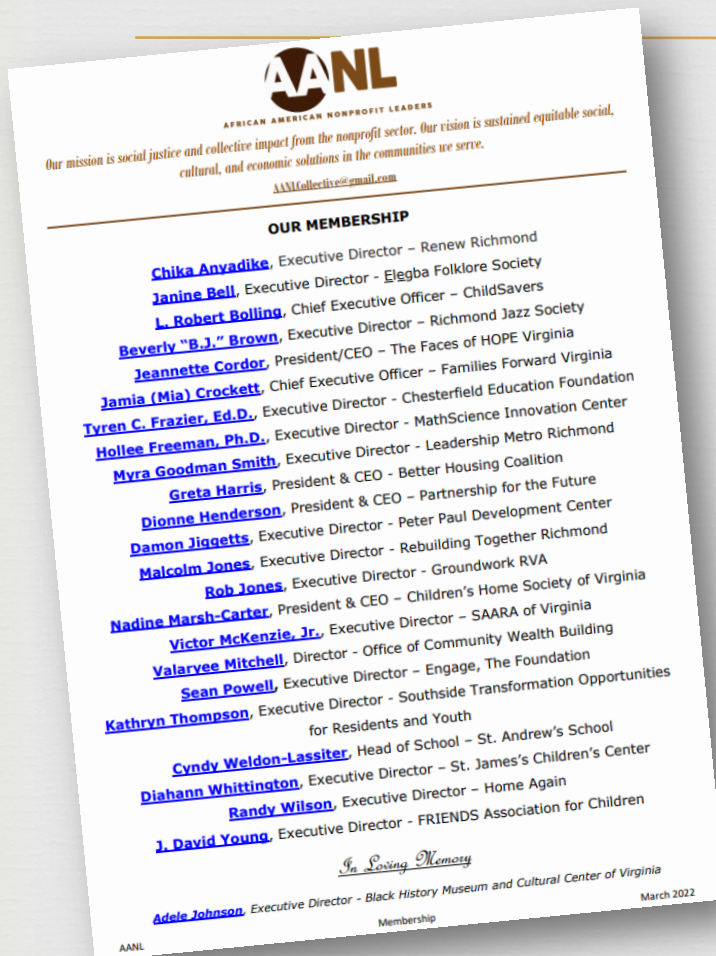 AANL
AFRICAN AMERICAN NONPROFIT LEADERS
Our mission is social justice and collective impact from the nonprofit sector. Our vision is sustained equitable social,
cultural, and economic solutions in the communities we serve.
AANLCollective@gmail.com
OUR MEMBERSHIP
Chika Anyadike, Executive Director – Renew Richmond
Janine Bell, Executive Director - Elegba Folklore Society
L. Robert Bolling, Chief Executive Officer – ChildSavers
Beverly “B.J.” Brown, Executive Director – Richmond Jazz Society
Jeannette Cordor, President/CEO – The Faces of HOPE Virginia
Jamia (Mia) Crockett, Chief Executive Officer – Families Forward Virginia
Tyren C. Frazier, Ed.D., Executive Director - Chesterfield Education Foundation
Hollee Freeman, Ph.D., Executive Director - MathScience Innovation Center
Myra Goodman Smith, Executive Director - Leadership Metro Richmond
Greta Harris, President & CEO - Better Housing Coalition
Dionne Henderson, President & CEO – Partnership for the Future
Damon Jiggetts, Executive Director - Peter Paul Development Center
Malcolm Jones, Executive Director - Rebuilding Together Richmond
Rob Jones, Executive Director - Groundwork RVA
Nadine Marsh-Carter, President & CEO – Children’s Home Society of Virginia
Victor McKenzie, Jr., Executive Director – SAARA of Virginia
Valaryee Mitchell, Director - Office of Community Wealth Building
Sean Powell, Executive Director – Engage, The Foundation
Kathryn Thompson, Executive Director - Southside Transformation Opportunities
for Residents and Youth
Cyndy Weldon-Lassiter, Head of School – St. Andrew’s School
Diahann Whittington, Executive Director – St. James’s Children’s Center
Randy Wilson, Executive Director – Home Again
J. David Young, Executive Director - FRIENDS Association for Children
In Loving Memory
Adele Johnson, Executive Director - Black History Museum and Cultural Center of Virginia
AANL Membership March 2022